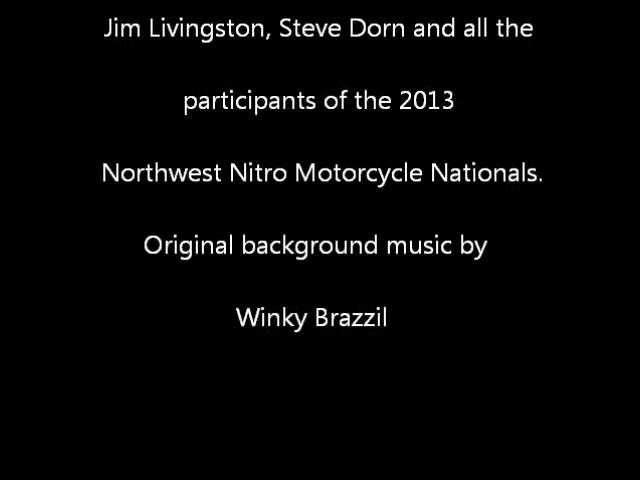 Jim Livingston, Steve Dorn and all the
participants of the 2013
Northwest Nitro Motorcycle Nationals.
Original background music by
Winky Brazzil